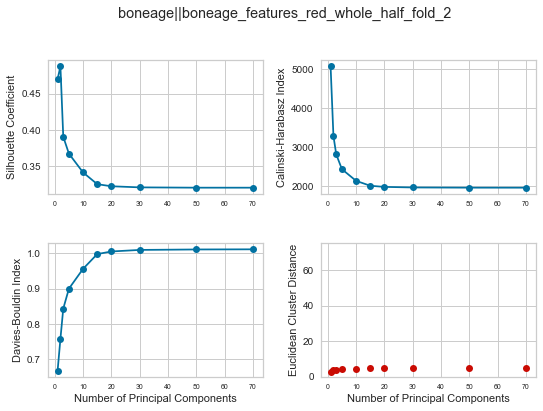 boneage||boneage_features_red_whole_half_fold_2
Silhouette Coefficient
0.45
0.40
0.35
0 10 20 30 40 50 60 70
Calinski-Harabasz Index
5000
4000
3000
2000
0 10 20 30 40 50 60 70
Davies-Bouldin Index
1.0
0.9
0.8
0.7
0 10 20 30 40 50 60 70
Number of Principal Components
Euclidean Cluster Distance
60
40
20
0
0 10 20 30 40 50 60 70
Number of Principal Components